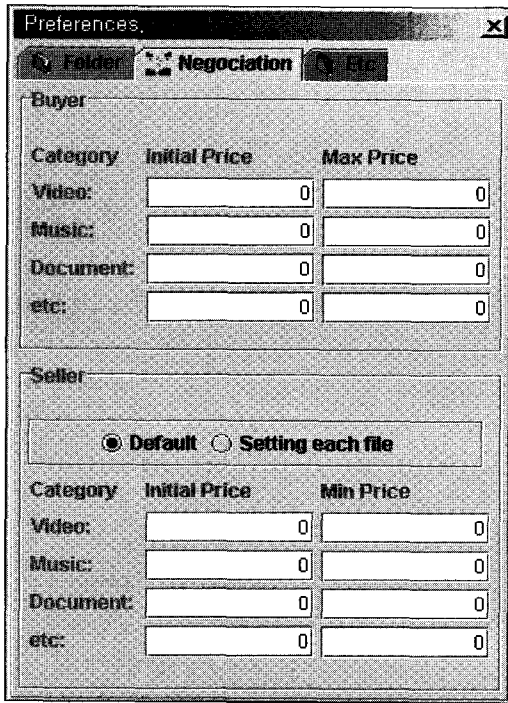 Preferences,
Folder Negociation Etc
Buyer
Category Initial Price Max Price
Video: 0 0
Music: 0 0
Document: 0 0
etc: 0 0
Seller
Default Setting each file
Category Initial Price Min Price
Video: 0 0
Music: 0 0
Document: 0 0
etc: 0 0